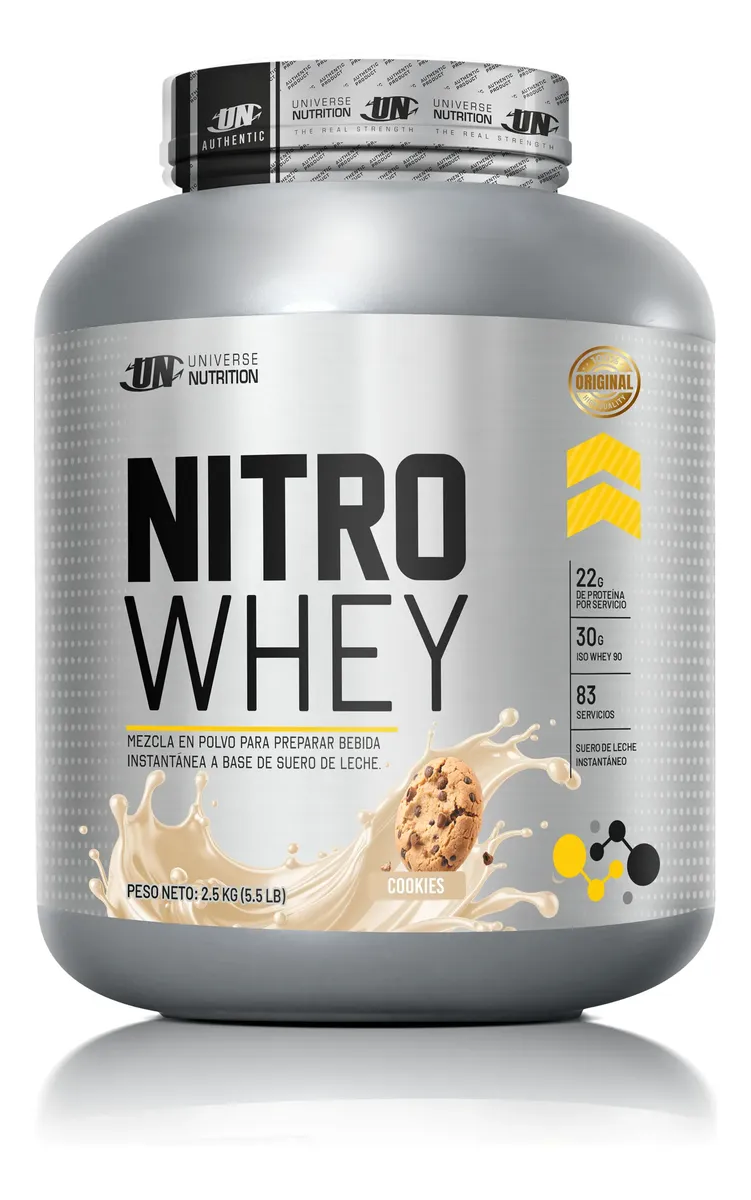 UN
AUTHENTIC
UNIVERSE
NUTRITION
UN
THE REAL STRENGTH
UNIVERSE
NUTRITION
UN
THE REAL STRENGTH
AUTHENTIC
PRODUCT
UN UNIVERSE
NUTRITION
ORIGINAL
NITRO
WHEY
22G
DE PROTEÍNA
POR SERVICIO
30G
ISO WHEY 90
83
SERVICIOS
SUERO DE LECHE
INSTANTÁNEO
MEZCLA EN POLVO PARA PREPARAR BEBIDA
INSTANTÁNEA A BASE DE SUERO DE LECHE.
COOKIES
PESO NETO: 2.5 KG (5.5 LB)